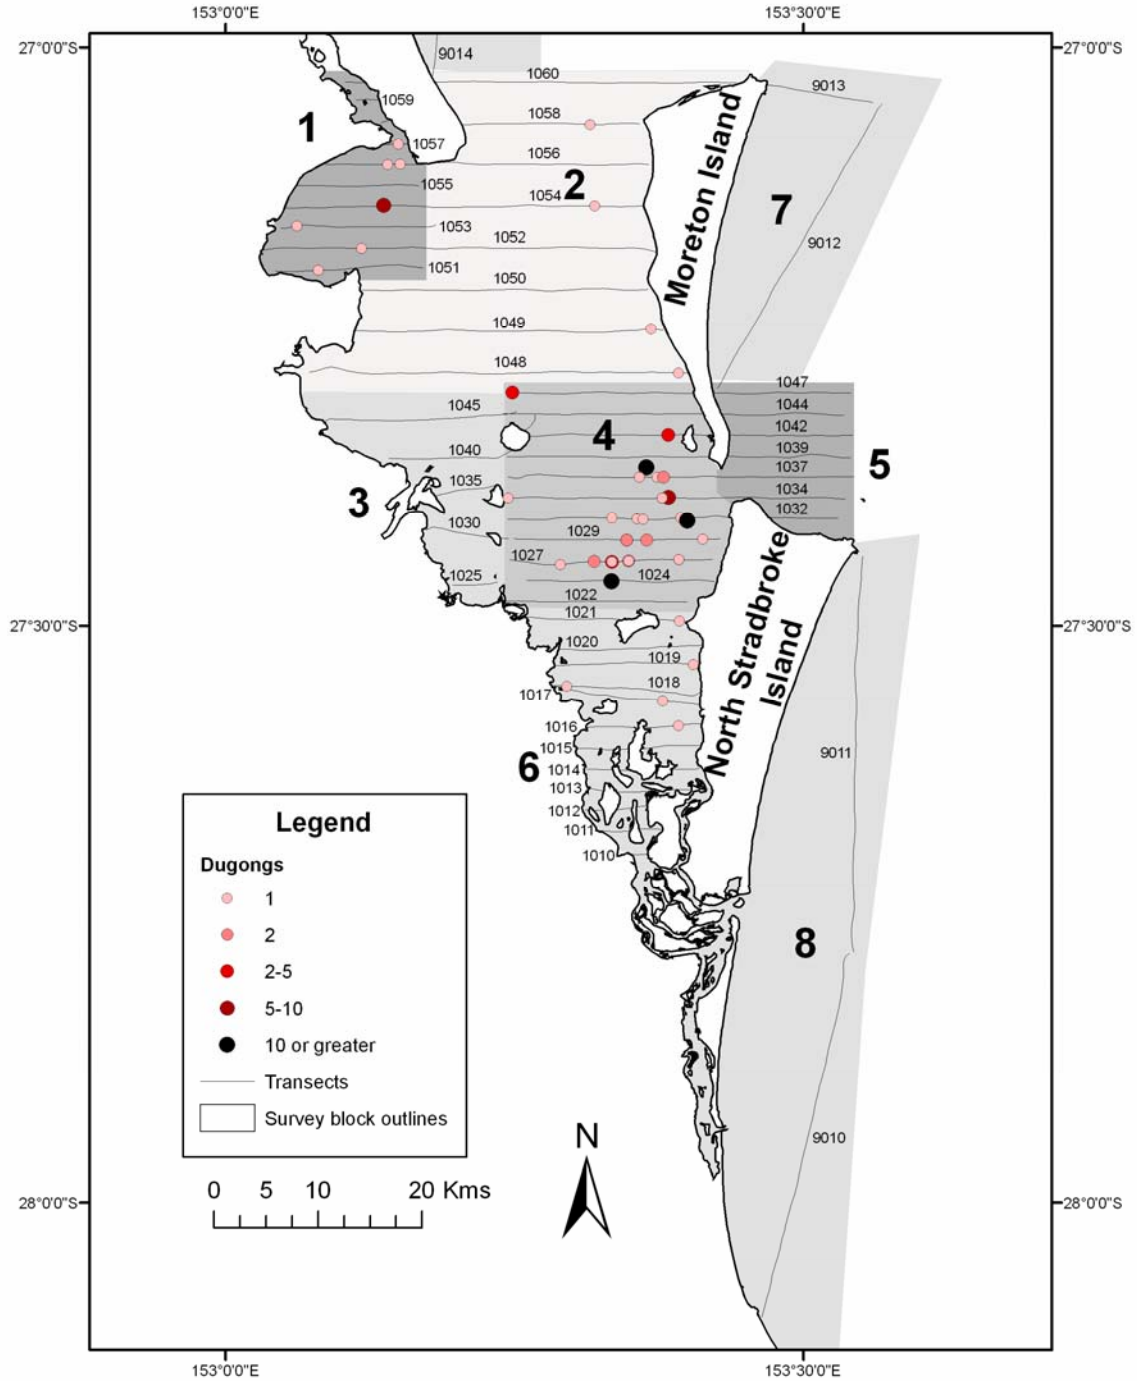 153°0'0"E
153°30'0"E
27°0'0"S
27°0'0"S
9014
1060
9013
1059
1058
1
1057
1056
1055
2
1054
7
Moreton Island
1053
1052
9012
1051
1050
1049
1048
1047
1045
1044
4
1042
1040
1039
5
1037
1035
1034
3
1032
1030
1029
1027
1024
1025
1022
1021
27°30'0"S
27°30'0"S
1020
1019
1018
1017
North Stradbroke
Island
1016
1015
9011
6
1014
1013
1012
1011
1010
Legend
Dugongs
1
2
2-5
5-10
10 or greater
Transects
Survey block outlines
8
N
9010
0 5 10 20 Kms
28°0'0"S
28°0'0"S
153°0'0"E
153°30'0"E